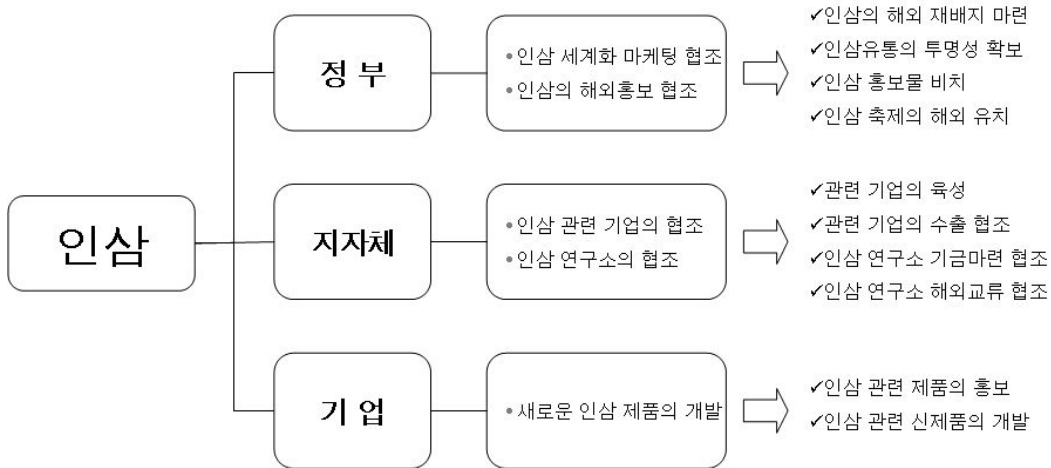 인삼
정 부
• 인삼 세계화 마케팅 협조
• 인삼의 해외홍보 협조
✓인삼의 해외 재배지 마련
✓인삼유통의 투명성 확보
✓인삼 홍보물 비치
✓인삼 축제의 해외 유치
지자체
• 인삼 관련 기업의 협조
• 인삼 연구소의 협조
✓관련 기업의 육성
✓관련 기업의 수출 협조
✓인삼 연구소 기금마련 협조
✓인삼 연구소 해외교류 협조
기 업
• 새로운 인삼 제품의 개발
✓인삼 관련 제품의 홍보
✓인삼 관련 신제품의 개발